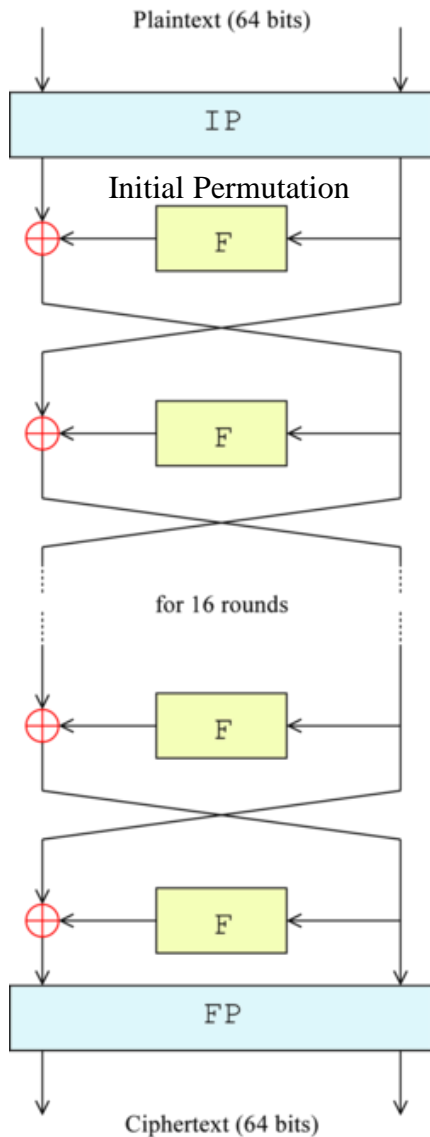 Plaintext (64 bits)
IP
Initial Permutation
F
F
for 16 rounds
F
F
FP
Ciphertext (64 bits)